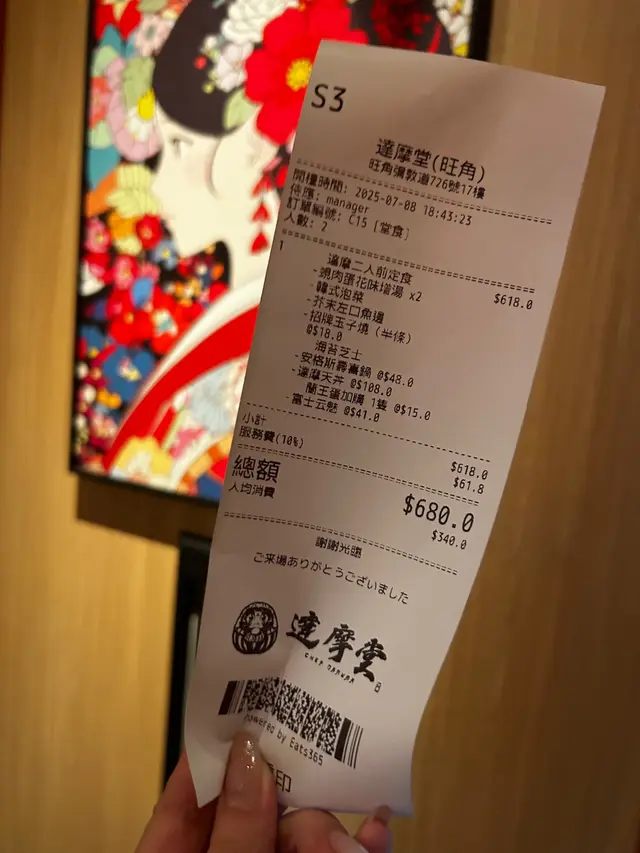 S3
達摩堂(旺角)
旺角彌敦道726號17樓
開檯時間: 2025-07-08 18:43:23
侍應: manager
訂單編號: C15 [堂食]
人數: 2
1 達摩二人前定食 $618.0
-蜆肉蛋花味增湯 x2
-韓式泡菜
-芥末左口魚邊
-招牌玉子燒 (半條)
@$18.0
海苔芝士
-安格斯壽喜鍋 @$48.0
-達摩天丼 @$108.0
蘭王蛋加購 1隻 @$15.0
-富士云魅 @$41.0
小計 $618.0
服務費(10%) $61.8
總額 $680.0
人均消費 $340.0
謝謝光臨
ご来場ありがとうございました
達摩堂
CHEF DARUMA
Powered by Eats365
印